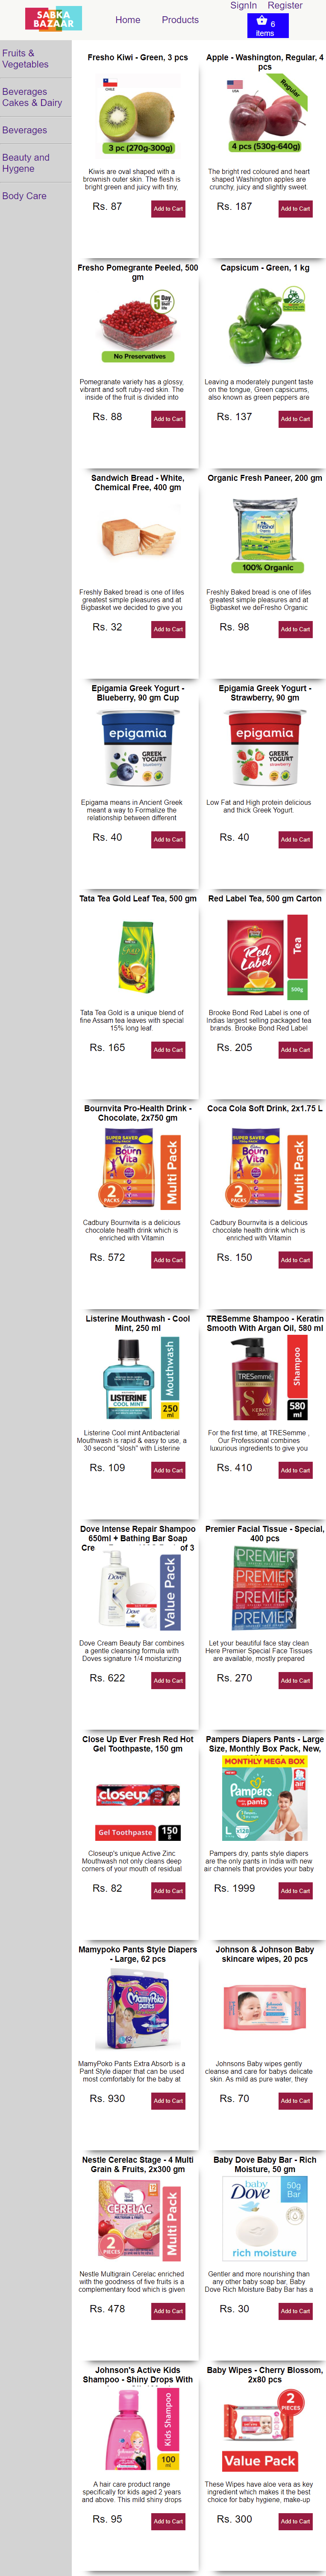 SABKA
BAZAAR
Home
Products
SignIn
Register
6
items
Fruits &
Vegetables
Beverages
Cakes & Dairy
Beverages
Beauty and
Hygene
Body Care
Fresho Kiwi - Green, 3 pcs
CHILE
3 pc (270g-300g)
Kiwis are oval shaped with a
brownish outer skin. The flesh is
bright green and juicy with tiny,
Rs. 87
Add to Cart
Apple - Washington, Regular, 4
pcs
USA
Regular
4 pcs (530g-640g)
The bright red coloured and heart
shaped Washington apples are
crunchy, juicy and slightly sweet.
Rs. 187
Add to Cart
Fresho Pomegrante Peeled, 500
gm
5 Day
No Preservatives
Pomegranate variety has a glossy,
vibrant and soft ruby-red skin. The
inside of the fruit is divided into
Rs. 88
Add to Cart
Capsicum - Green, 1 kg
Leaving a moderately pungent taste
on the tongue, Green capsicums,
also known as green peppers are
Rs. 137
Add to Cart
Sandwich Bread - White,
Chemical Free, 400 gm
Freshly Baked bread is one of lifes
greatest simple pleasures and at
Bigbasket we decided to give you
Rs. 32
Add to Cart
Organic Fresh Paneer, 200 gm
100% Organic
Freshly Baked bread is one of lifes
greatest simple pleasures and at
Bigbasket we deFresho Organic
Rs. 98
Add to Cart
Epigamia Greek Yogurt -
Blueberry, 90 gm Cup
epigamia
GREEK
YOGURT
blueberry
Epigama means in Ancient Greek
meant a way to Formalize the
relationship between different
Rs. 40
Add to Cart
Epigamia Greek Yogurt -
Strawberry, 90 gm
epigamia
GREEK
YOGURT
strawberry
Low Fat and High protein delicious
and thick Greek Yogurt.
Rs. 40
Add to Cart
Tata Tea Gold Leaf Tea, 500 gm
Tata Tea Gold is a unique blend of
fine Assam tea leaves with special
15% long leaf.
Rs. 165
Add to Cart
Red Label Tea, 500 gm Carton
Red
Label
Tea
500g
Brooke Bond Red Label is one of
Indias largest selling packaged tea
brands. Brooke Bond Red Label
Rs. 205
Add to Cart
Bournvita Pro-Health Drink -
Chocolate, 2x750 gm
SUPER SAVER
Bourn
Vita
2
PACKS
Multi Pack
Cadbury Bournvita is a delicious
chocolate health drink which is
enriched with Vitamin
Rs. 572
Add to Cart
Coca Cola Soft Drink, 2x1.75 L
SUPER SAVER
Bourn
Vita
2
PACKS
Multi Pack
Cadbury Bournvita is a delicious
chocolate health drink which is
enriched with Vitamin
Rs. 150
Add to Cart
Listerine Mouthwash - Cool
Mint, 250 ml
LISTERINE
COOL MINT
Mouthwash
250
ml
Listerine Cool mint Antibacterial
Mouthwash is rapid & easy to use, a
30 second "slosh" with Listerine
Rs. 109
Add to Cart
TRESemme Shampoo - Keratin
Smooth With Argan Oil, 580 ml
TRESemmé
KERATIN
Shampoo
580
ml
For the first time, at TRESemme ,
Our Professional combines
luxurious ingredients to give you
Rs. 410
Add to Cart
Dove Intense Repair Shampoo
650ml + Bathing Bar Soap
Cre
of 3
Dove
Value Pack
Dove Cream Beauty Bar combines
a gentle cleansing formula with
Doves signature 1/4 moisturizing
Rs. 622
Add to Cart
Premier Facial Tissue - Special,
400 pcs
PREMIER
PREMIER
PREMIER
PREMIER
Let your beautiful face stay clean
Here Premier Special Face Tissues
are available, mostly prepared
Rs. 270
Add to Cart
Close Up Ever Fresh Red Hot
Gel Toothpaste, 150 gm
closeup
Gel Toothpaste
150
g
Closeup's unique Active Zinc
Mouthwash not only cleans deep
corners of your mouth of residual
Rs. 82
Add to Cart
Pampers Diapers Pants - Large
Size, Monthly Box Pack, New,
MONTHLY MEGA BOX
Pampers
pants
air
L
x128
Pampers dry, pants style diapers
are the only pants in India with new
air channels that provides your baby
Rs. 1999
Add to Cart
Mamypoko Pants Style Diapers
- Large, 62 pcs
MamyPoko
pants
L
62
MamyPoko Pants Extra Absorb is a
Pant Style daper that can be used
most comfortably for the baby at
Rs. 930
Add to Cart
Johnson & Johnson Baby
skincare wipes, 20 pcs
Johnsons Baby wipes gently
cleanse and care for babys delicate
skin. As mild as pure water, they
Rs. 70
Add to Cart
Nestle Cerelac Stage - 4 Multi
Grain & Fruits, 2x300 gm
CERELAC
2
PIECES
Multi Pack
Nestle Multigrain Cerelac enriched
with the goodness of five fruits is a
complementary food which is given
Rs. 478
Add to Cart
Baby Dove Baby Bar - Rich
Moisture, 50 gm
baby
Dove
50g
Bar
rich moisture
Gentler and more nourishing than
any other baby soap bar, Baby
Dove Rich Moisture Baby Bar has a
Rs. 30
Add to Cart
Johnson's Active Kids
Shampoo - Shiny Drops With
Kids Shampoo
100
ml
A hair care product range
specifically for kids aged 2 years
and above. This mild shiny drops
Rs. 95
Add to Cart
Baby Wipes - Cherry Blossom,
2x80 pcs
2
PIECES
Value Pack
These Wipes have aloe vera as key
ingredient which makes it the best
choice for baby hygiene, make-up
Rs. 300
Add to Cart